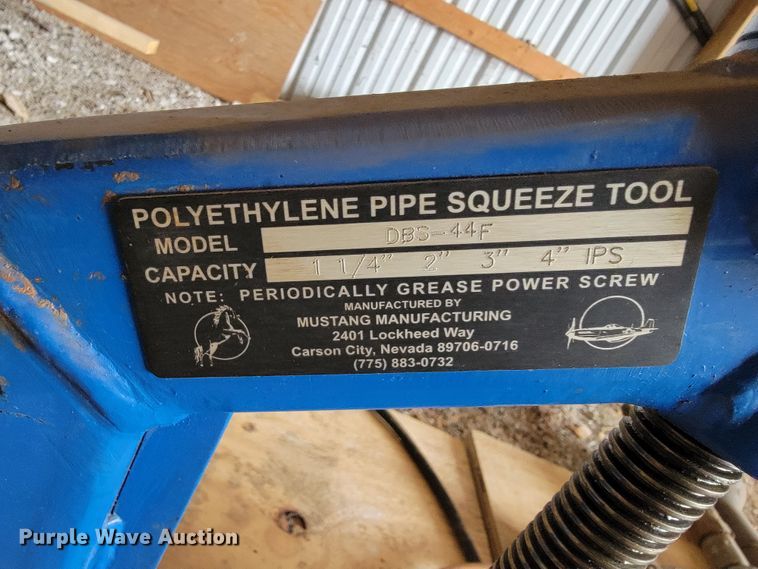 POLYETHYLENE PIPE SQUEEZE TOOL
MODEL DBS-44F
CAPACITY 1 1/4" 2" 3" 4" IPS
NOTE: PERIODICALLY GREASE POWER SCREW
MANUFACTURED BY
MUSTANG MANUFACTURING
2401 Lockheed Way
Carson City, Nevada 89706-0716
(775) 883-0732
Purple Wave Auction